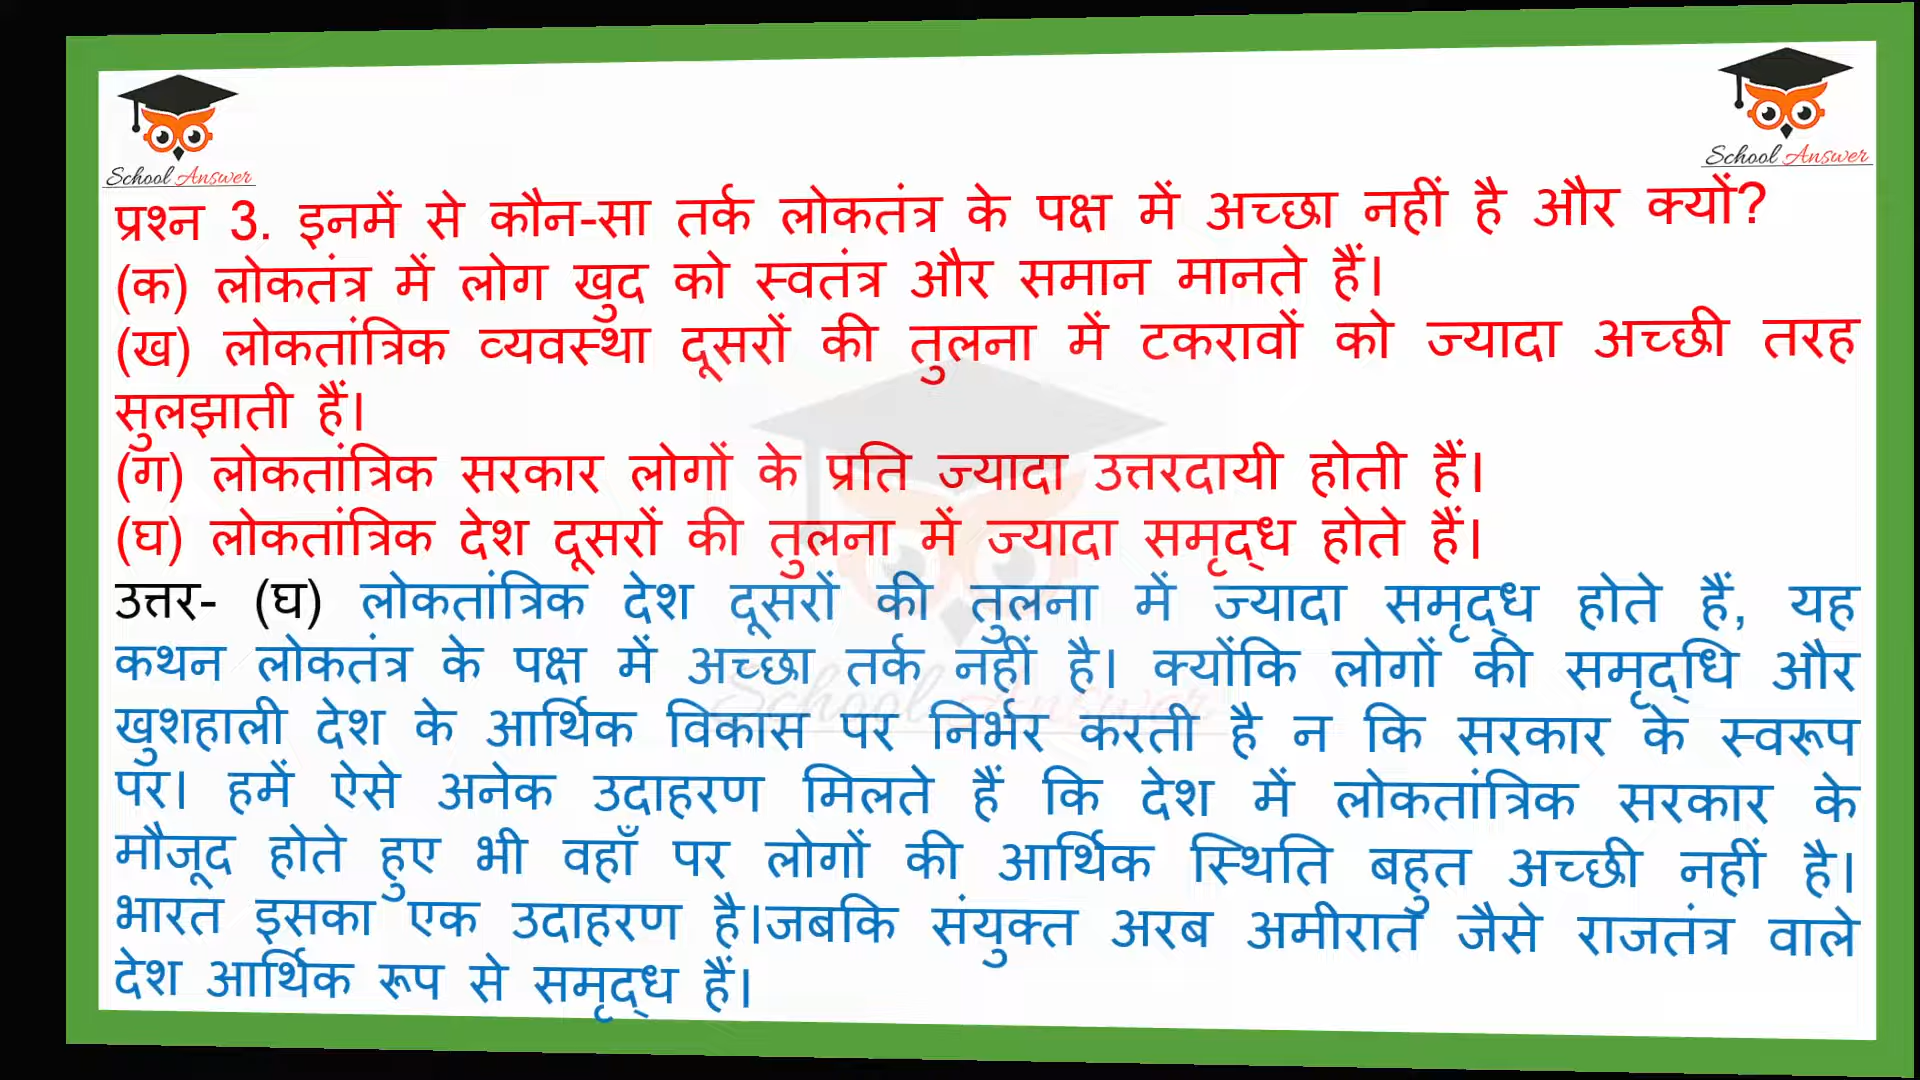 School Answer
School Answer
प्रश्न 3. इनमें से कौन-सा तर्क लोकतंत्र के पक्ष में अच्छा नहीं है और क्यों?
(क) लोकतंत्र में लोग खुद को स्वतंत्र और समान मानते हैं।
(ख) लोकतांत्रिक व्यवस्था दूसरों की तुलना में टकरावों को ज्यादा अच्छी तरह
सुलझाती हैं।
(ग) लोकतांत्रिक सरकार लोगों के प्रति ज्यादा उत्तरदायी होती हैं।
(घ) लोकतांत्रिक देश दूसरों की तुलना में ज्यादा समृद्ध होते हैं।
उत्तर- (घ) लोकतांत्रिक देश दूसरों की तुलना में ज्यादा समृद्ध होते हैं, यह
कथन लोकतंत्र के पक्ष में अच्छा तर्क नहीं है। क्योंकि लोगों की समृद्धि और
School Answer
खुशहाली देश के आर्थिक विकास पर निर्भर करती है न कि सरकार के स्वरूप
पर। हमें ऐसे अनेक उदाहरण मिलते हैं कि देश में लोकतांत्रिक सरकार के
मौजूद होते हुए भी वहाँ पर लोगों की आर्थिक स्थिति बहुत अच्छी नहीं है।
भारत इसका एक उदाहरण है।जबकि संयुक्त अरब अमीरात जैसे राजतंत्र वाले
देश आर्थिक रूप से समृद्ध हैं।